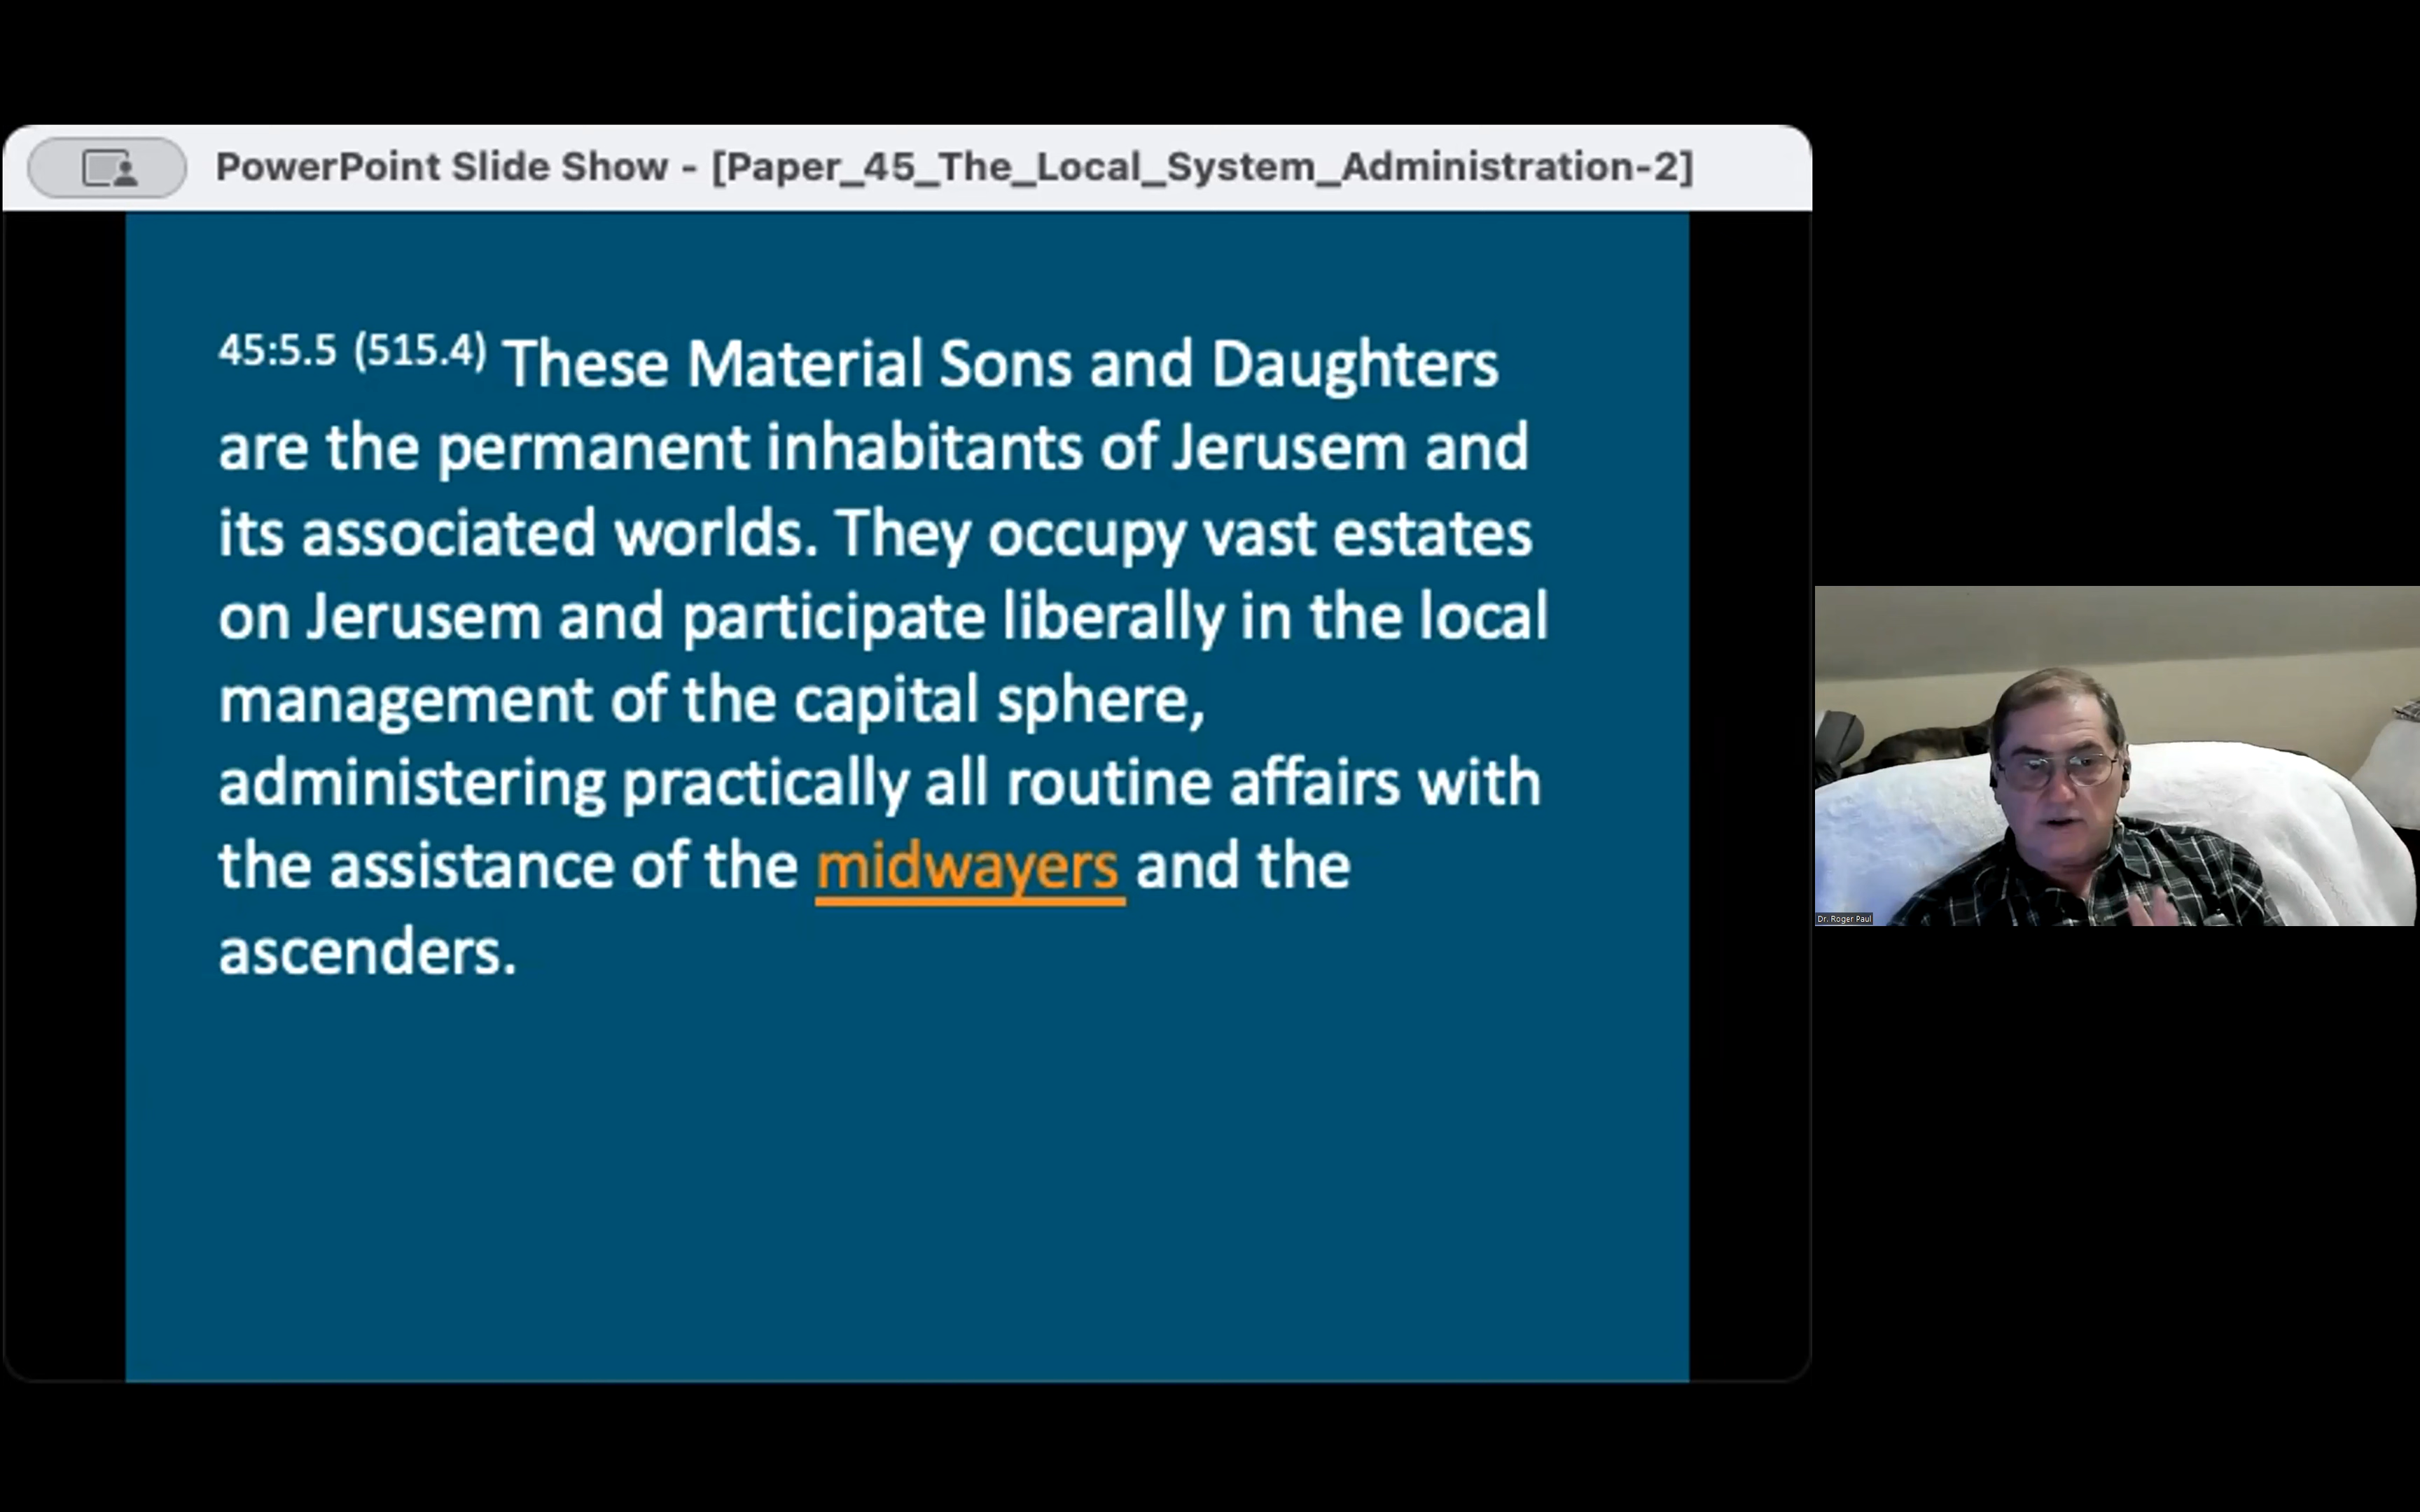 PowerPoint Slide Show - [Paper_45_The_Local_System_Administration-2]
45:5.5 (515.4) These Material Sons and Daughters
are the permanent inhabitants of Jerusem and
its associated worlds. They occupy vast estates
on Jerusem and participate liberally in the local
management of the capital sphere,
administering practically all routine affairs with
the assistance of the midwayers and the
ascenders.
Dr. Roger Paul